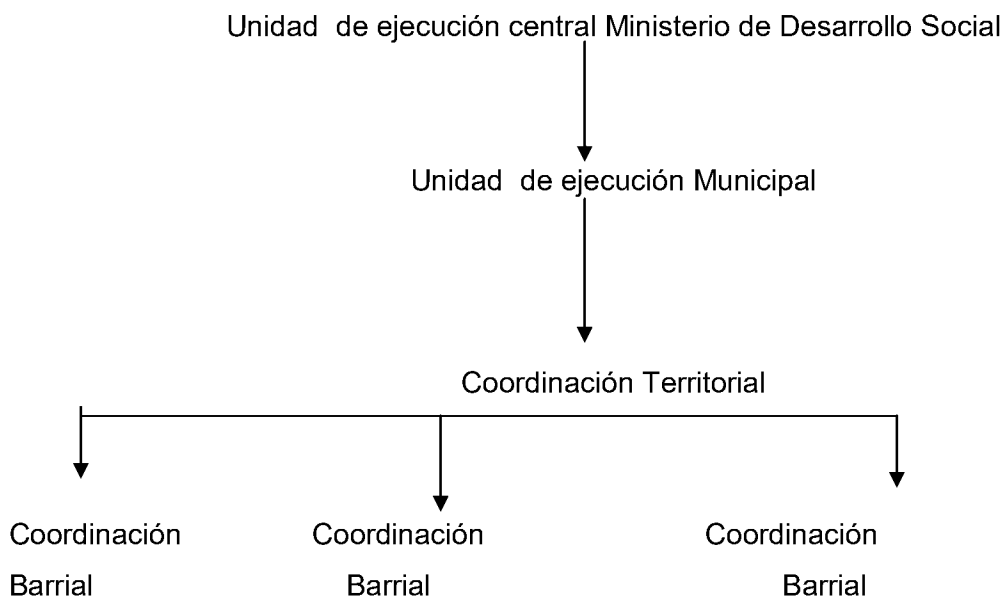 Unidad de ejecución central Ministerio de Desarrollo Social
Unidad de ejecución Municipal
Coordinación Territorial
Coordinación Coordinación Coordinación
Barrial Barrial Barrial